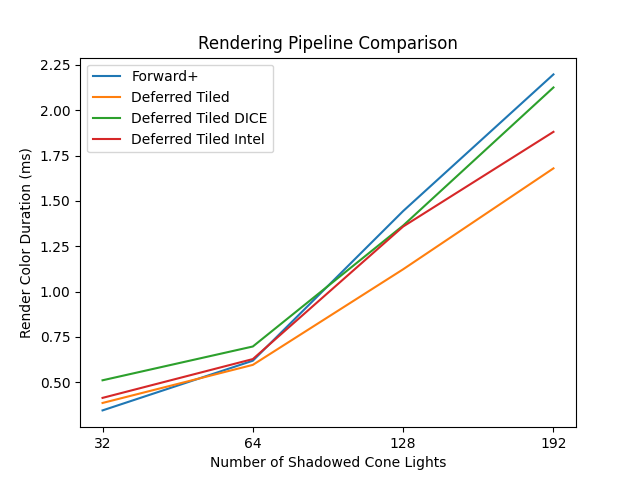 Rendering Pipeline Comparison
Forward+
Deferred Tiled
Deferred Tiled DICE
Deferred Tiled Intel
Render Color Duration (ms)
2.25
2.00
1.75
1.50
1.25
1.00
0.75
0.50
32
64
128
192
Number of Shadowed Cone Lights